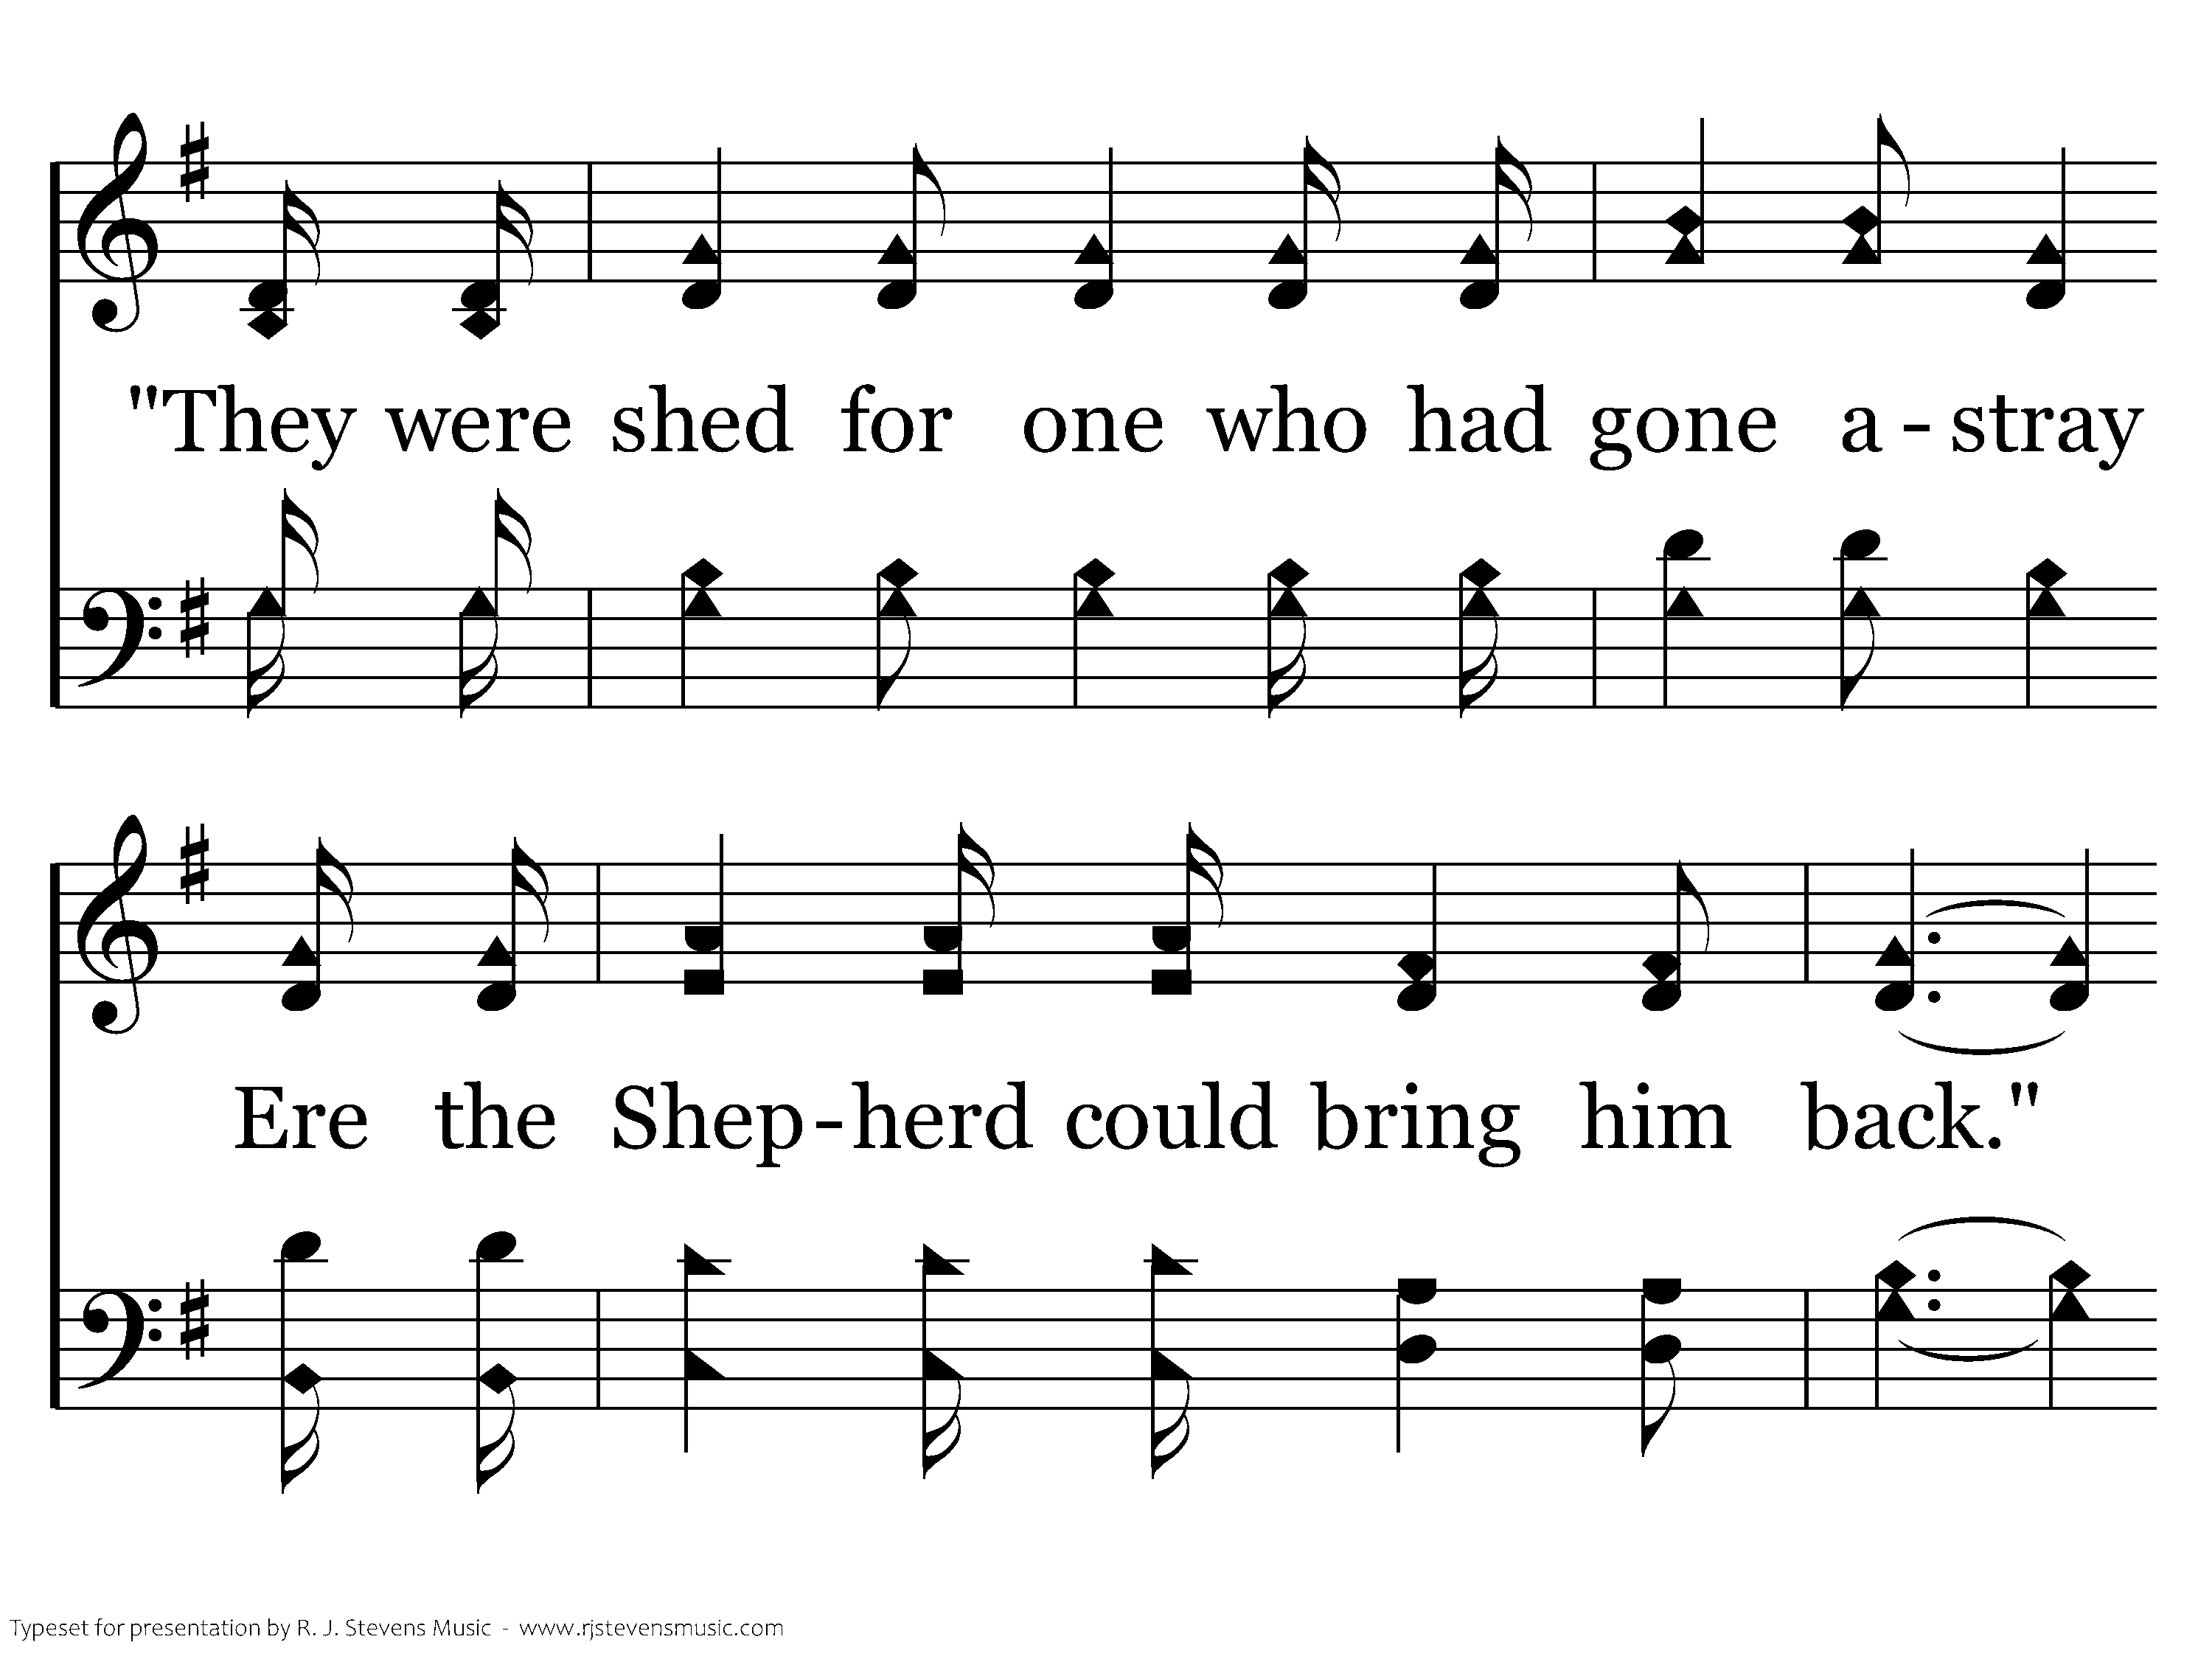 "They were shed for one who had gone a - stray
Ere the Shep - herd could bring him back."
Typeset for presentation by R. J. Stevens Music - www.rjstevensmusic.com